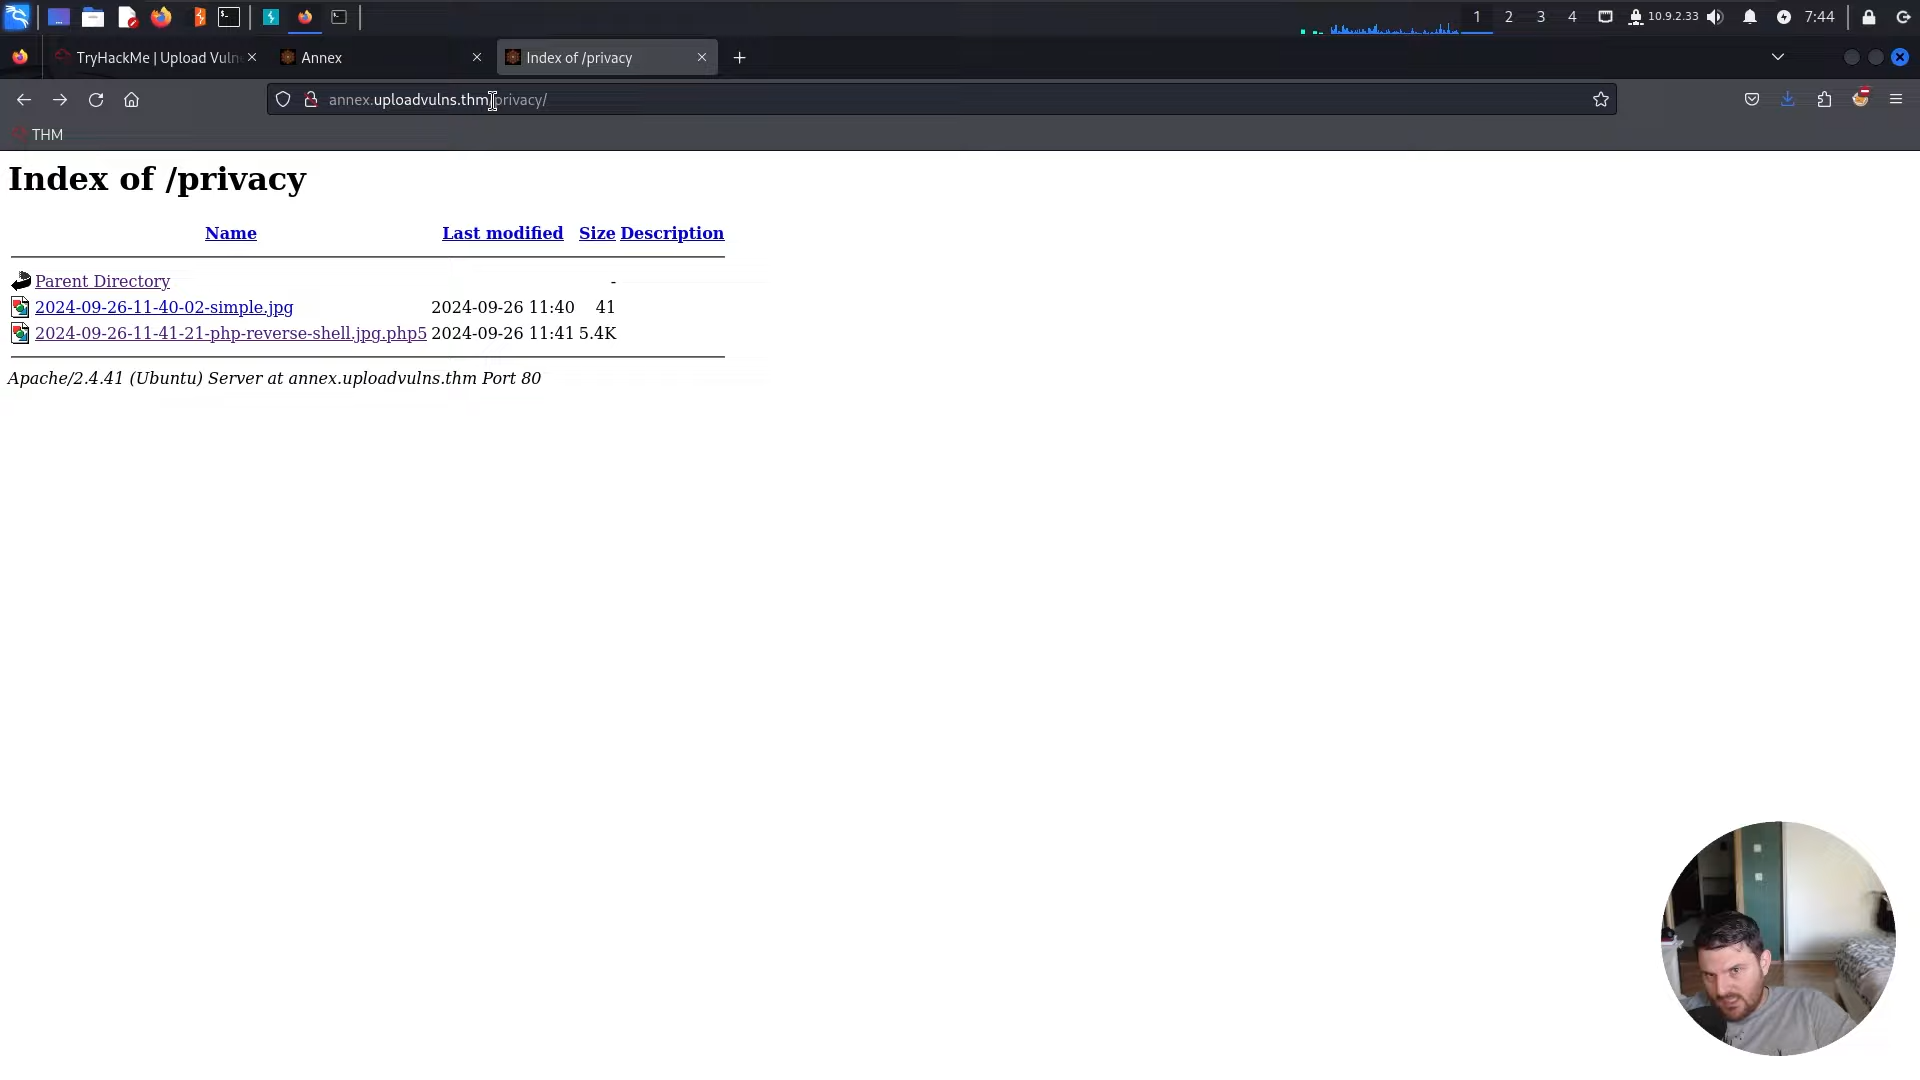 1 2 3 4 10.9.2.33 7:44
TryHackMe | Upload Vuln
Annex
Index of /privacy
annex.uploadvulns.thm/privacy/
THM
Index of /privacy
Name Last modified Size Description
Parent Directory -
2024-09-26-11-40-02-simple.jpg 2024-09-26 11:40 41
2024-09-26-11-41-21-php-reverse-shell.jpg.php5 2024-09-26 11:41 5.4K
Apache/2.4.41 (Ubuntu) Server at annex.uploadvulns.thm Port 80